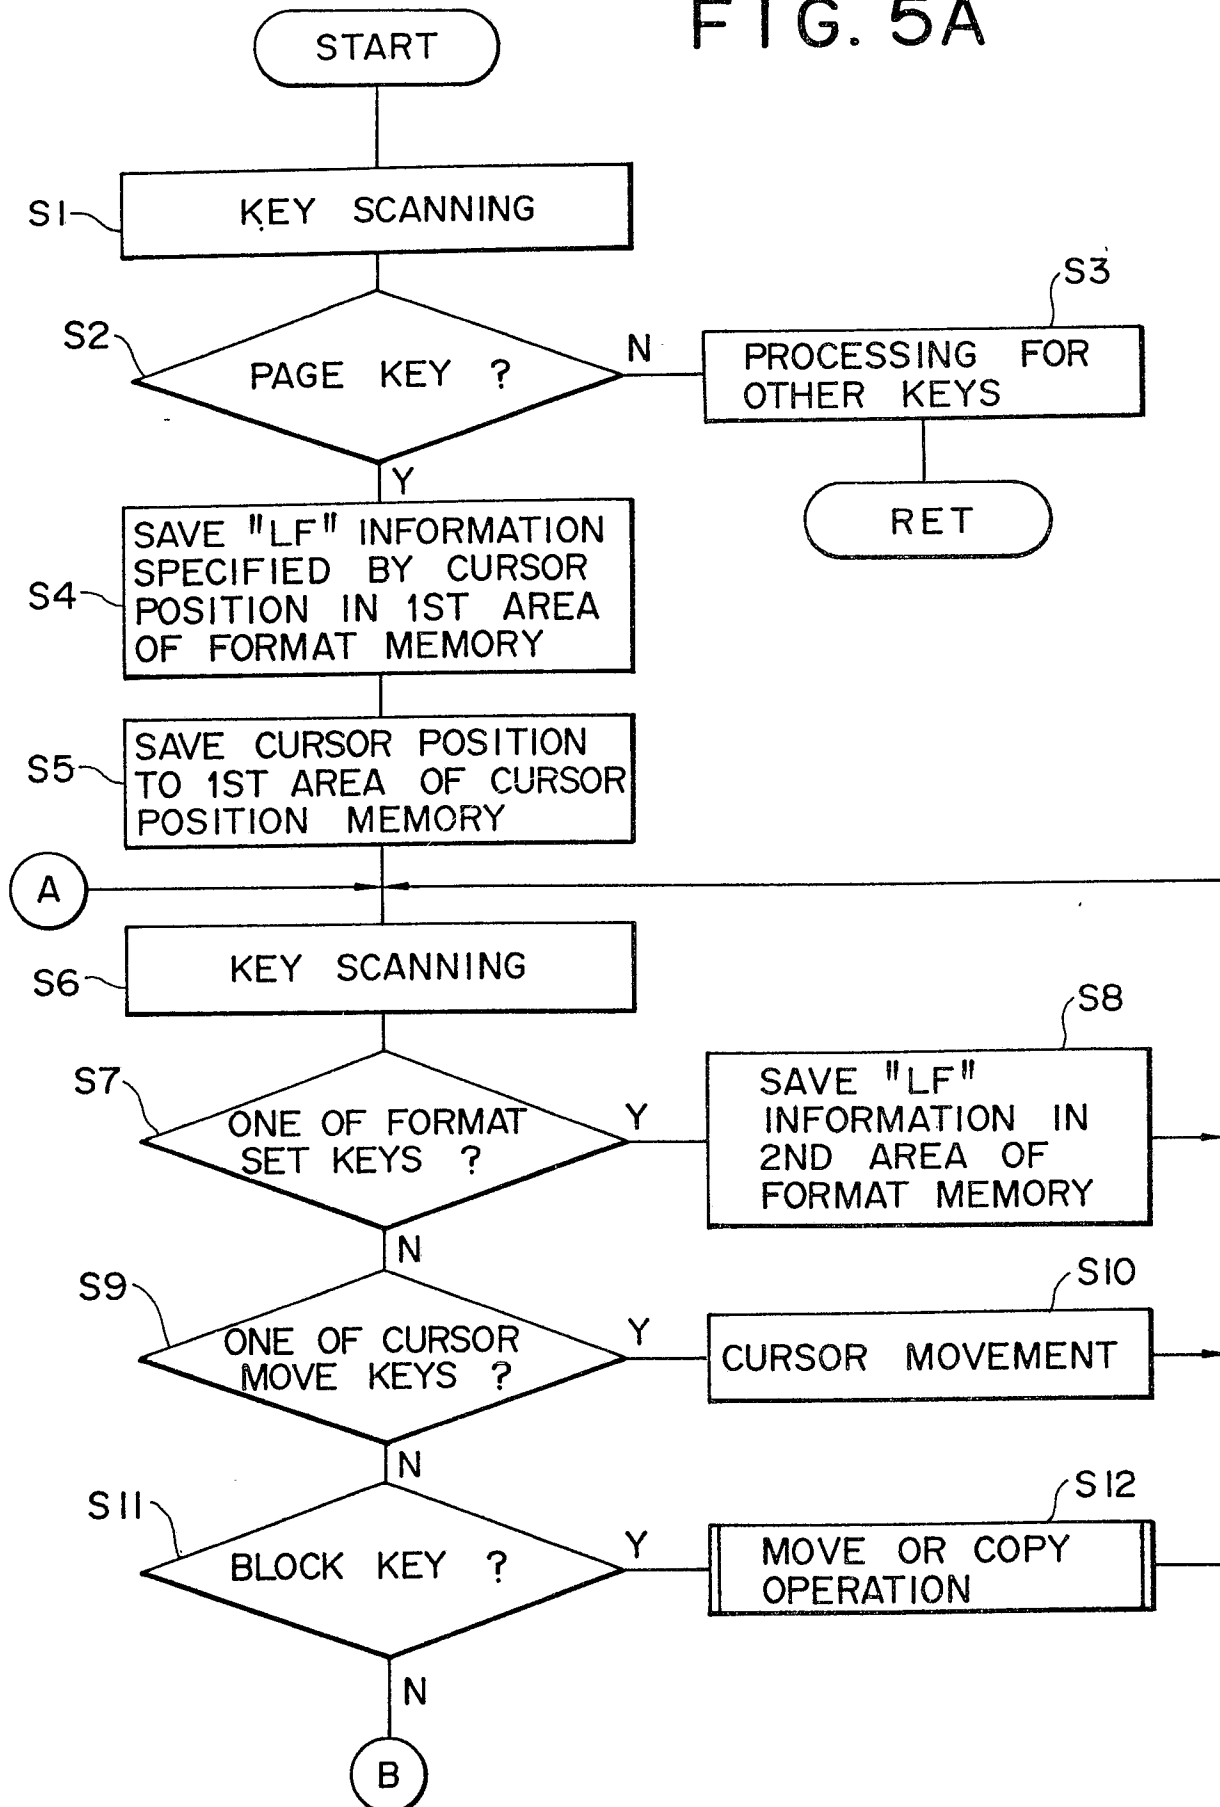 FIG. 5A
START
S1
KEY SCANNING
S2
PAGE KEY ?
N
S3
PROCESSING FOR
OTHER KEYS
RET
Y
S4
SAVE "LF" INFORMATION
SPECIFIED BY CURSOR
POSITION IN 1ST AREA
OF FORMAT MEMORY
S5
SAVE CURSOR POSITION
TO 1ST AREA OF CURSOR
POSITION MEMORY
A
S6
KEY SCANNING
S7
ONE OF FORMAT
SET KEYS ?
Y
S8
SAVE "LF"
INFORMATION IN
2ND AREA OF
FORMAT MEMORY
N
S9
ONE OF CURSOR
MOVE KEYS ?
Y
S10
CURSOR MOVEMENT
N
S11
BLOCK KEY ?
Y
S12
MOVE OR COPY
OPERATION
N
B